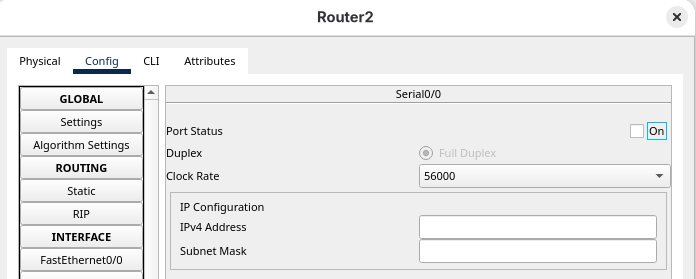 Router2
Physical Config CLI Attributes
GLOBAL
Settings
Algorithm Settings
ROUTING
Static
RIP
INTERFACE
FastEthernet0/0
Serial0/0
Port Status On
Duplex Full Duplex
Clock Rate 56000
IP Configuration
IPv4 Address
Subnet Mask